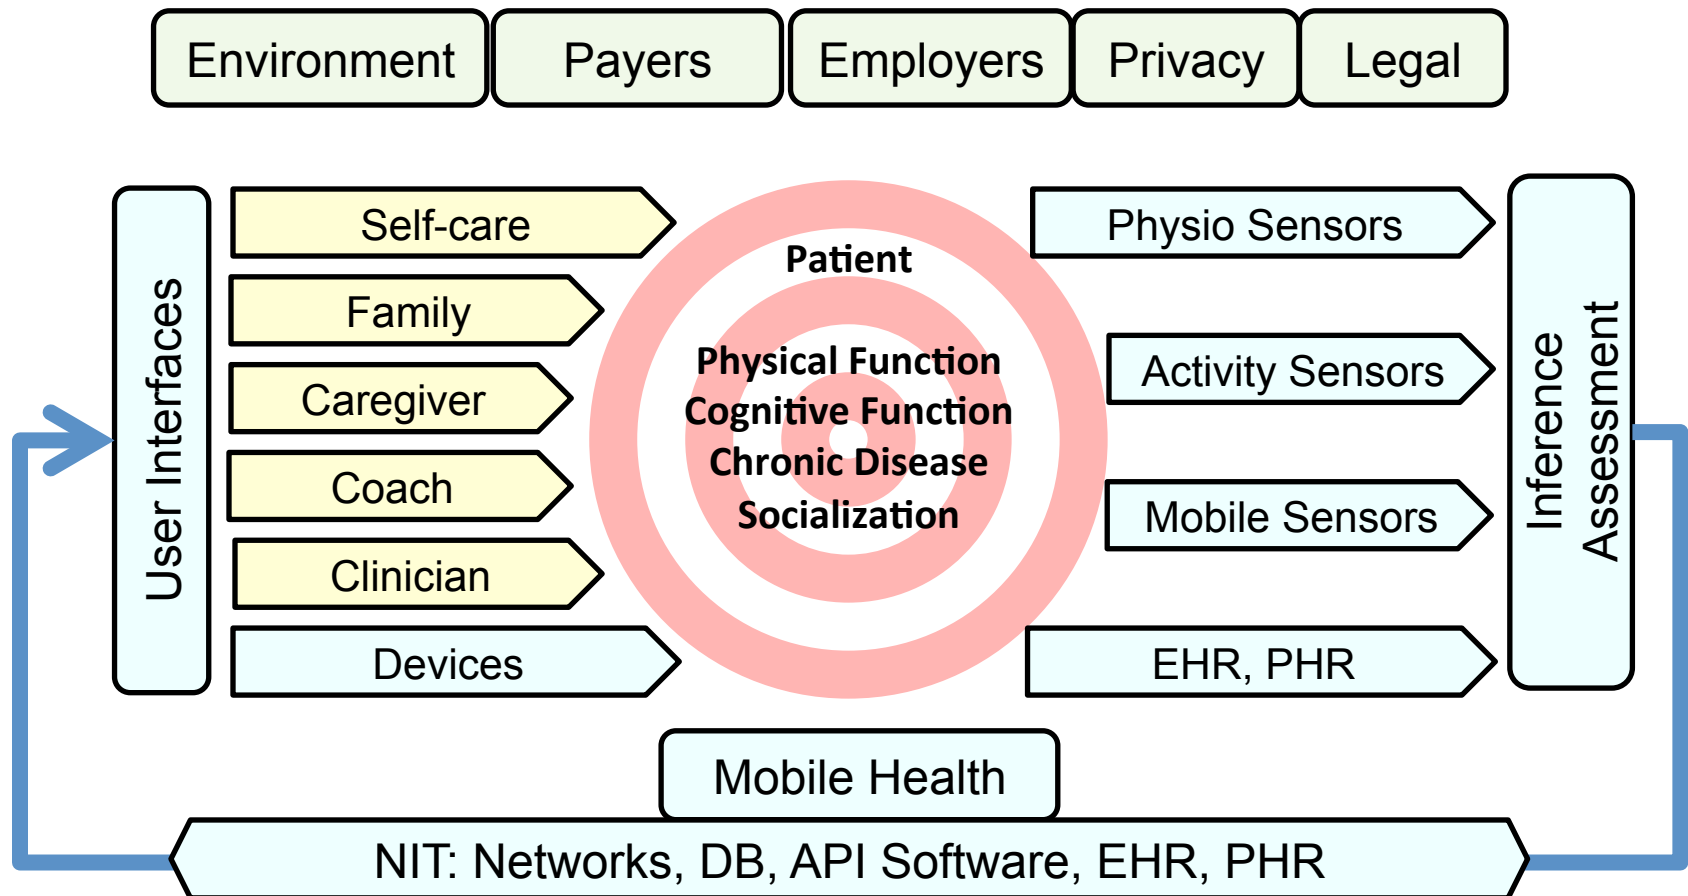 Environment
Payers
Employers
Privacy
Legal
User Interfaces
Self-care
Family
Caregiver
Coach
Clinician
Devices
Patient
Physical Function
Cognitive Function
Chronic Disease
Socialization
Physio Sensors
Activity Sensors
Mobile Sensors
EHR, PHR
Inference
Assessment
Mobile Health
NIT: Networks, DB, API Software, EHR, PHR